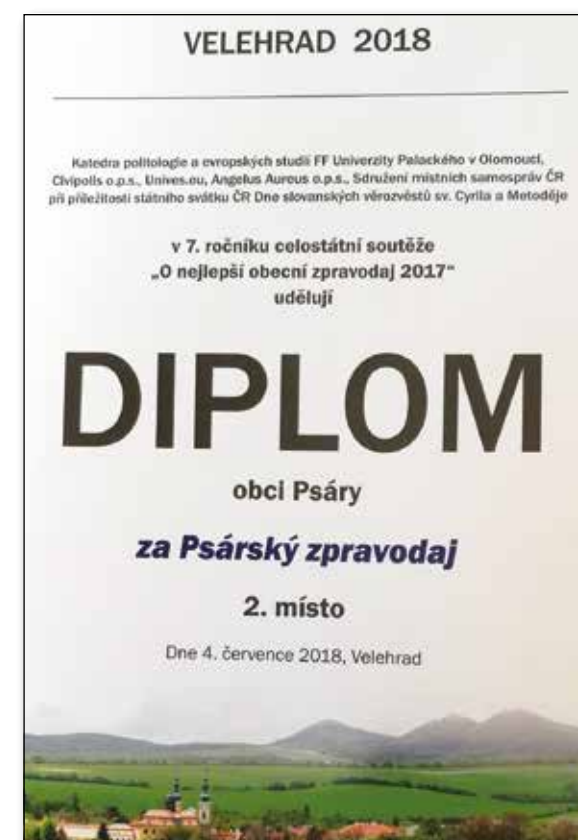 VELEHRAD 2018
Katedra politologie a evropských studií FF Univerzity Palackého v Olomouci,
Civipolis o.p.s., Unives.eu, Angelus Aureus o.p.s., Sdružení místních samospráv ČR
při příležitosti státního svátku ČR Dne slovanských věrozvěstů sv. Cyrila a Metoděje
v 7. ročníku celostátní soutěže
„O nejlepší obecní zpravodaj 2017“
udělují
DIPLOM
obci Psáry
za Psárský zpravodaj
2. místo
Dne 4. července 2018, Velehrad